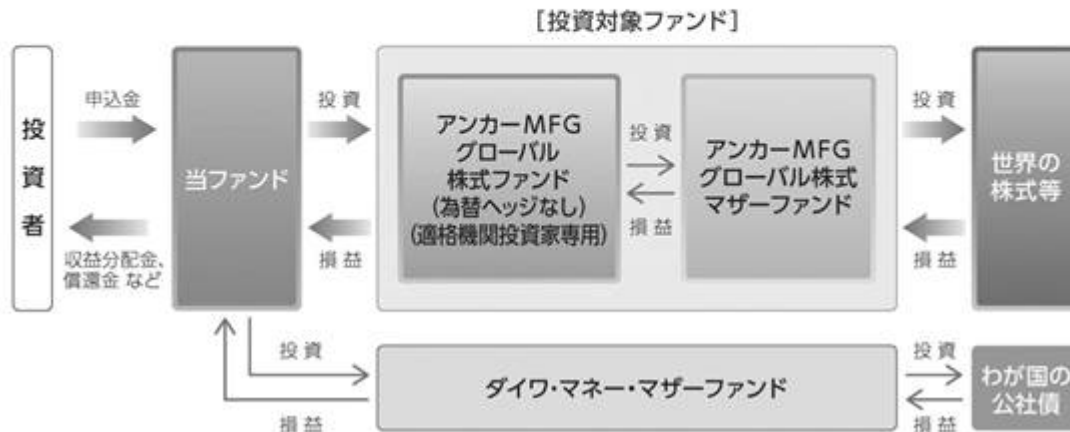 [投資対象ファンド]
投資者
申込金
収益分配金、
償還金 など
当ファンド
投資
損益
アンカーMFG
グローバル
株式ファンド
(為替ヘッジなし)
(適格機関投資家専用)
投資
損益
アンカーMFG
グローバル株式
マザーファンド
投資
損益
世界の
株式等
投資
損益
ダイワ・マネー・マザーファンド
投資
損益
わが国の
公社債